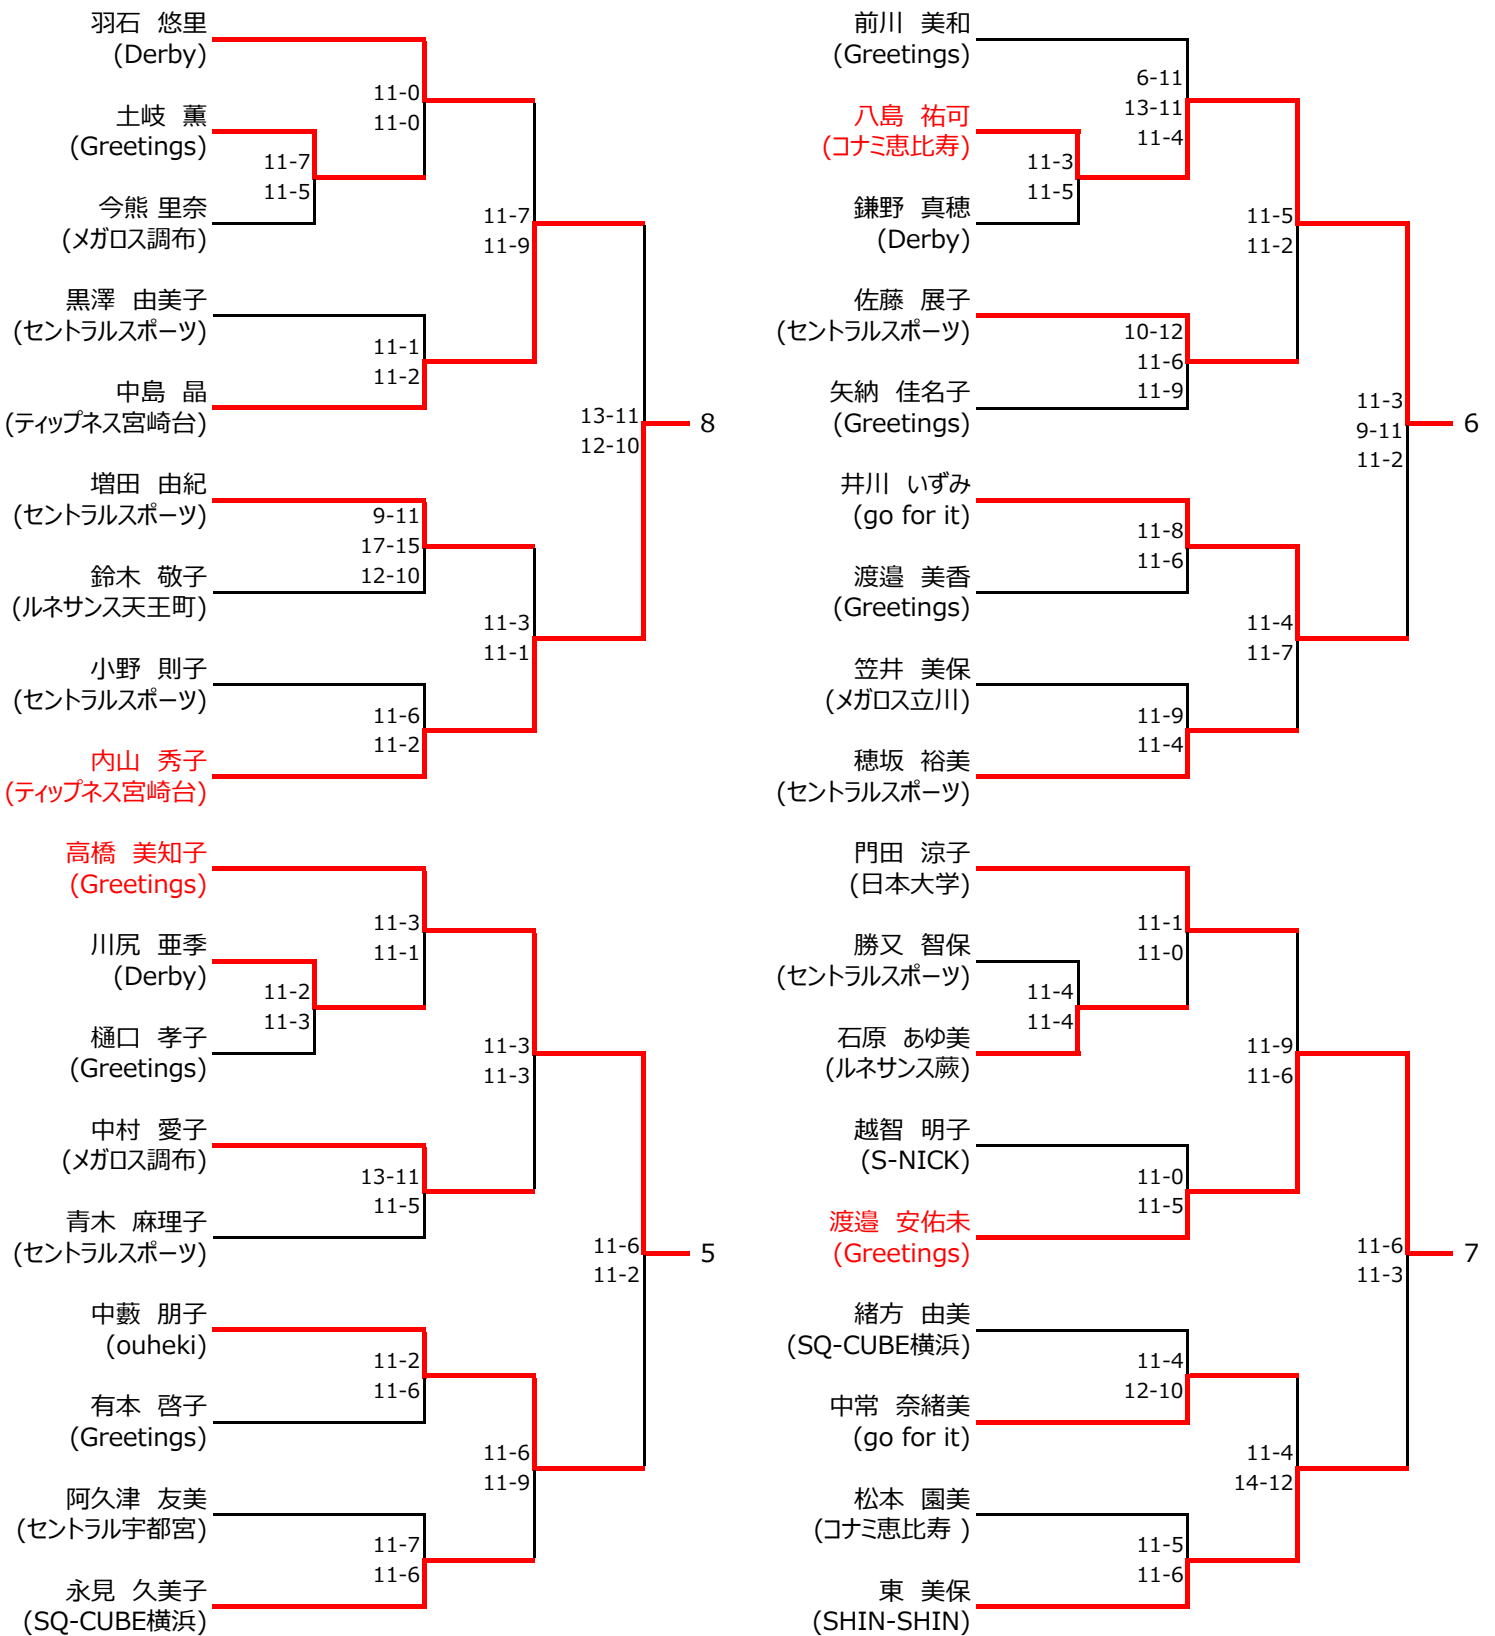 羽石 悠里
(Derby)
11-0
11-0
土岐 薫
(Greetings)
11-7
11-5
今熊 里奈
(メガロス調布)
11-7
11-9
黒澤 由美子
(セントラルスポーツ)
11-1
11-2
中島 晶
(ティップネス宮崎台)
13-11
12-10
8
増田 由紀
(セントラルスポーツ)
9-11
17-15
12-10
鈴木 敬子
(ルネサンス天王町)
11-3
11-1
小野 則子
(セントラルスポーツ)
11-6
11-2
内山 秀子
(ティップネス宮崎台)
高橋 美知子
(Greetings)
11-3
11-1
川尻 亜季
(Derby)
11-2
11-3
樋口 孝子
(Greetings)
11-3
11-3
中村 愛子
(メガロス調布)
13-11
11-5
青木 麻理子
(セントラルスポーツ)
11-6
11-2
5
中藪 朋子
(ouheki)
11-2
11-6
有本 啓子
(Greetings)
11-6
11-9
阿久津 友美
(セントラル宇都宮)
11-7
11-6
永見 久美子
(SQ-CUBE横浜)
前川 美和
(Greetings)
6-11
13-11
11-4
八島 祐可
(コナミ恵比寿)
11-3
11-5
鎌野 真穂
(Derby)
11-5
11-2
佐藤 展子
(セントラルスポーツ)
10-12
11-6
11-9
矢納 佳名子
(Greetings)
11-3
9-11
11-2
6
井川 いずみ
(go for it)
11-8
11-6
渡邉 美香
(Greetings)
11-4
11-7
笠井 美保
(メガロス立川)
11-9
11-4
穂坂 裕美
(セントラルスポーツ)
門田 涼子
(日本大学)
11-1
11-0
勝又 智保
(セントラルスポーツ)
11-4
11-4
石原 あゆ美
(ルネサンス蕨)
11-9
11-6
越智 明子
(S-NICK)
11-0
11-5
渡邉 安佑未
(Greetings)
11-6
11-3
7
緒方 由美
(SQ-CUBE横浜)
11-4
12-10
中常 奈緒美
(go for it)
11-4
14-12
松本 園美
(コナミ恵比寿 )
11-5
11-6
東 美保
(SHIN-SHIN)